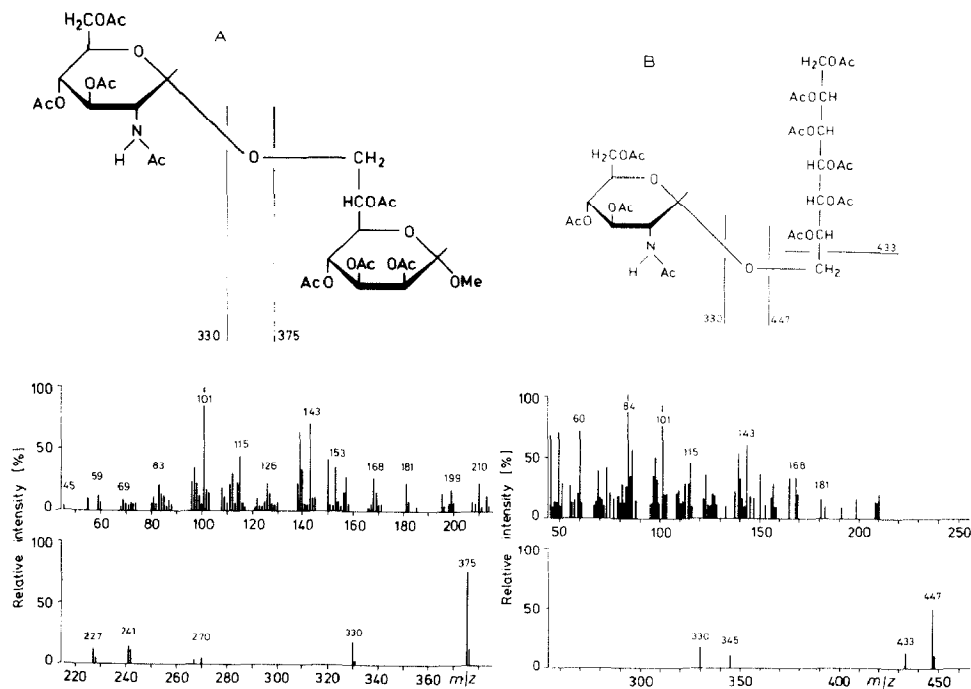 A
H₂COAc
O
OAc
AcO
N
H Ac
O
CH₂
HCOAc
O
OAc OAc
AcO
OMe
330 375
B
H₂COAc
AcOCH
AcOCH
HCOAc
HCOAc
AcOCH
433
H₂COAc
O
OAc
AcO
N
H Ac
O
CH₂
330 447
Relative intensity [%]
100
50
0
45 59 69 83 101 115 126 143 153 168 181 199 210
60 80 100 120 140 160 180 200
100
50
0
227 241 270 330 375
220 240 260 280 300 320 340 360 m/z
Relative intensity [%]
100
50
0
60 84 101 115 143 168 181
50 100 150 200 250
100
50
0
330 345 433 447
300 350 400 m/z 450